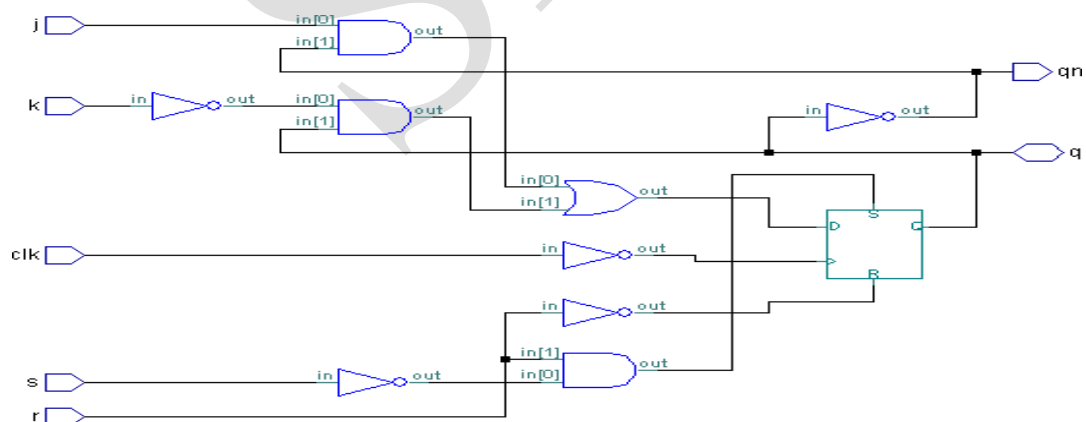 j
in[0]
in[1]
out
qn
k
in
out
in[0]
in[1]
out
in
out
q
in[0]
in[1]
out
S
D
Q
R
clk
in
out
in
out
in[1]
in[0]
out
s
in
out
r